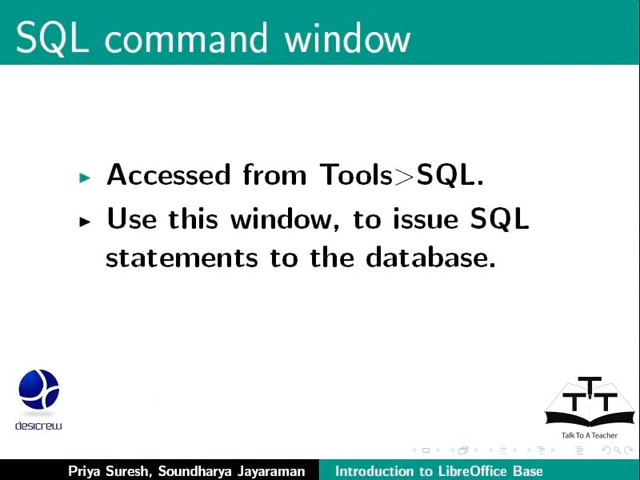 SQL command window
Accessed from Tools>SQL.
Use this window, to issue SQL
statements to the database.
desicrew
T T T
Talk To A Teacher
Priya Suresh, Soundharya Jayaraman
Introduction to LibreOffice Base